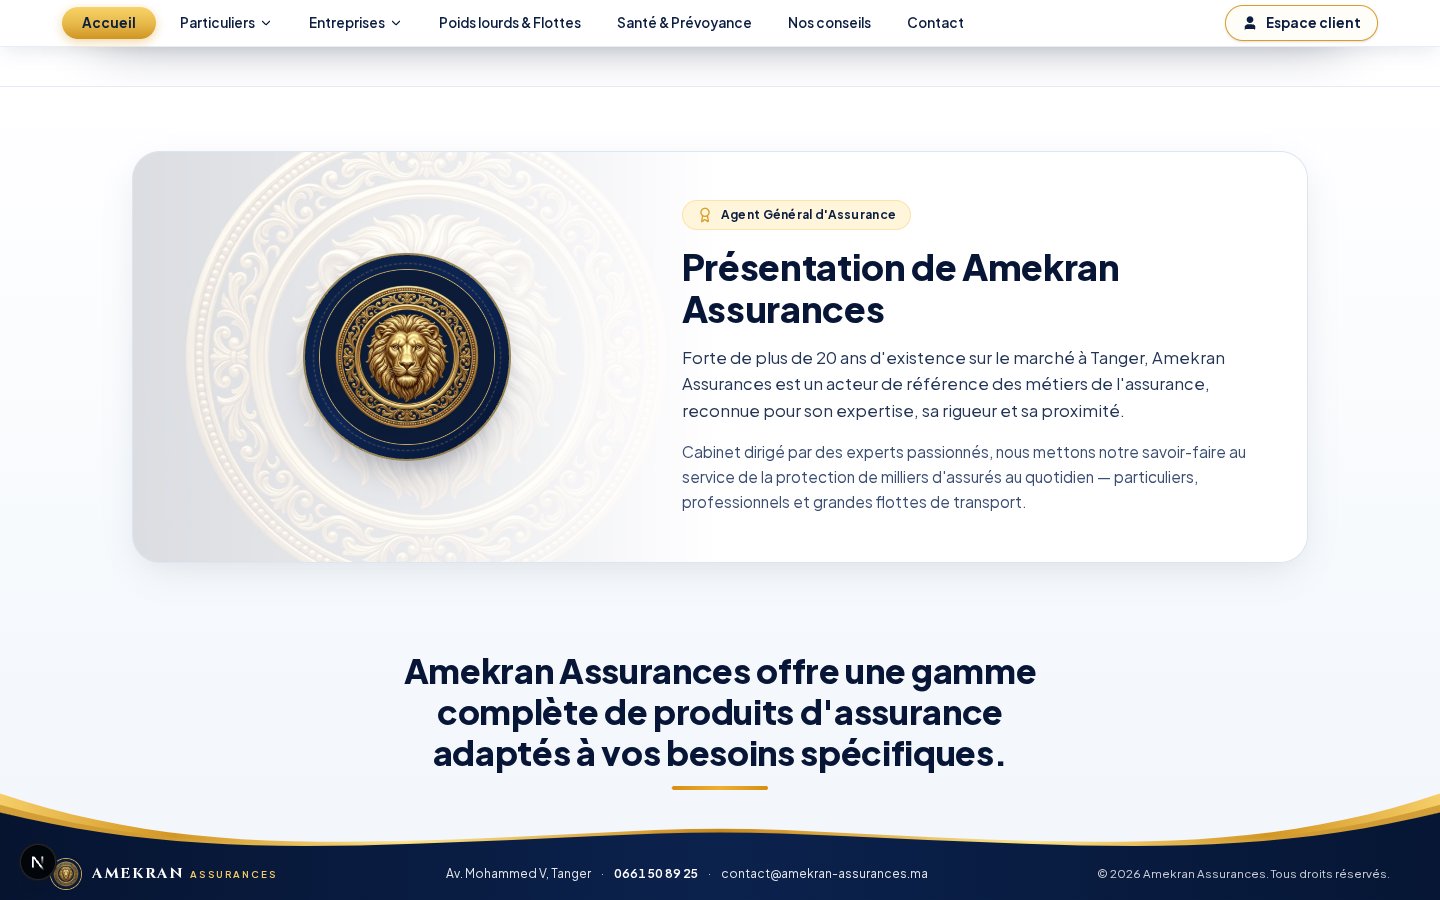 Accueil
Particuliers
Entreprises
Poids lourds & Flottes
Santé & Prévoyance
Nos conseils
Contact
Espace client
Agent Général d'Assurance
Présentation de Amekran
Assurances
Forte de plus de 20 ans d'existence sur le marché à Tanger, Amekran
Assurances est un acteur de référence des métiers de l'assurance,
reconnue pour son expertise, sa rigueur et sa proximité.
Cabinet dirigé par des experts passionnés, nous mettons notre savoir-faire au
service de la protection de milliers d'assurés au quotidien — particuliers,
professionnels et grandes flottes de transport.
Amekran Assurances offre une gamme
complète de produits d'assurance
adaptés à vos besoins spécifiques.
N
AMEKRAN ASSURANCES
Av. Mohammed V, Tanger · 0661 50 89 25 · contact@amekran-assurances.ma
© 2026 Amekran Assurances. Tous droits réservés.